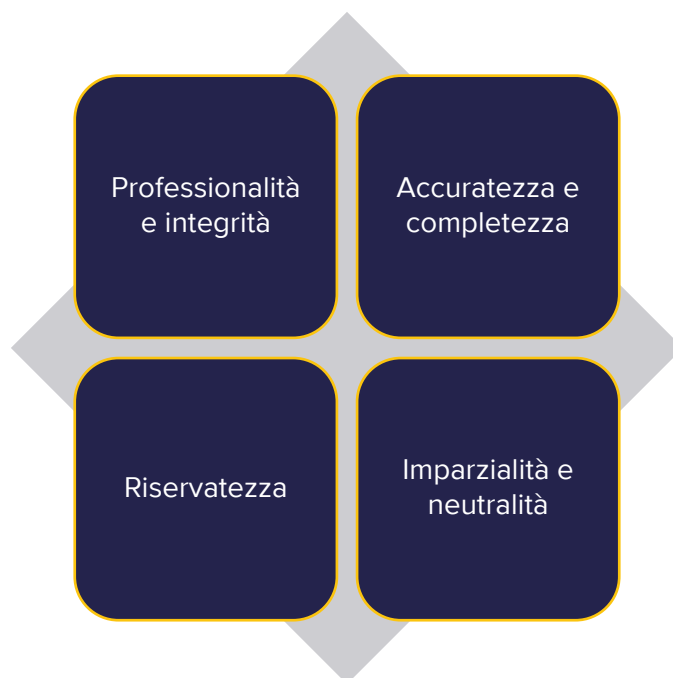 Professionalità
e integrità
Accuratezza e
completezza
Riservatezza
Imparzialità e
neutralità